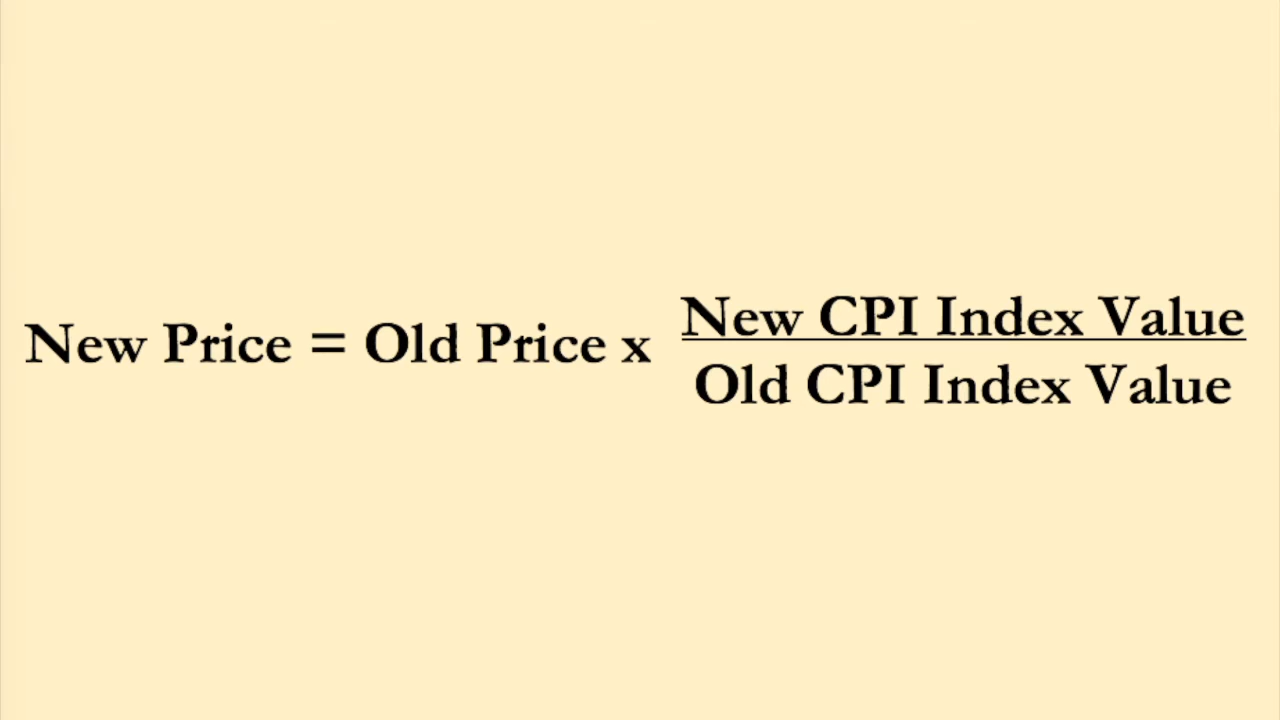 New Price = Old Price x New CPI Index Value
Old CPI Index Value